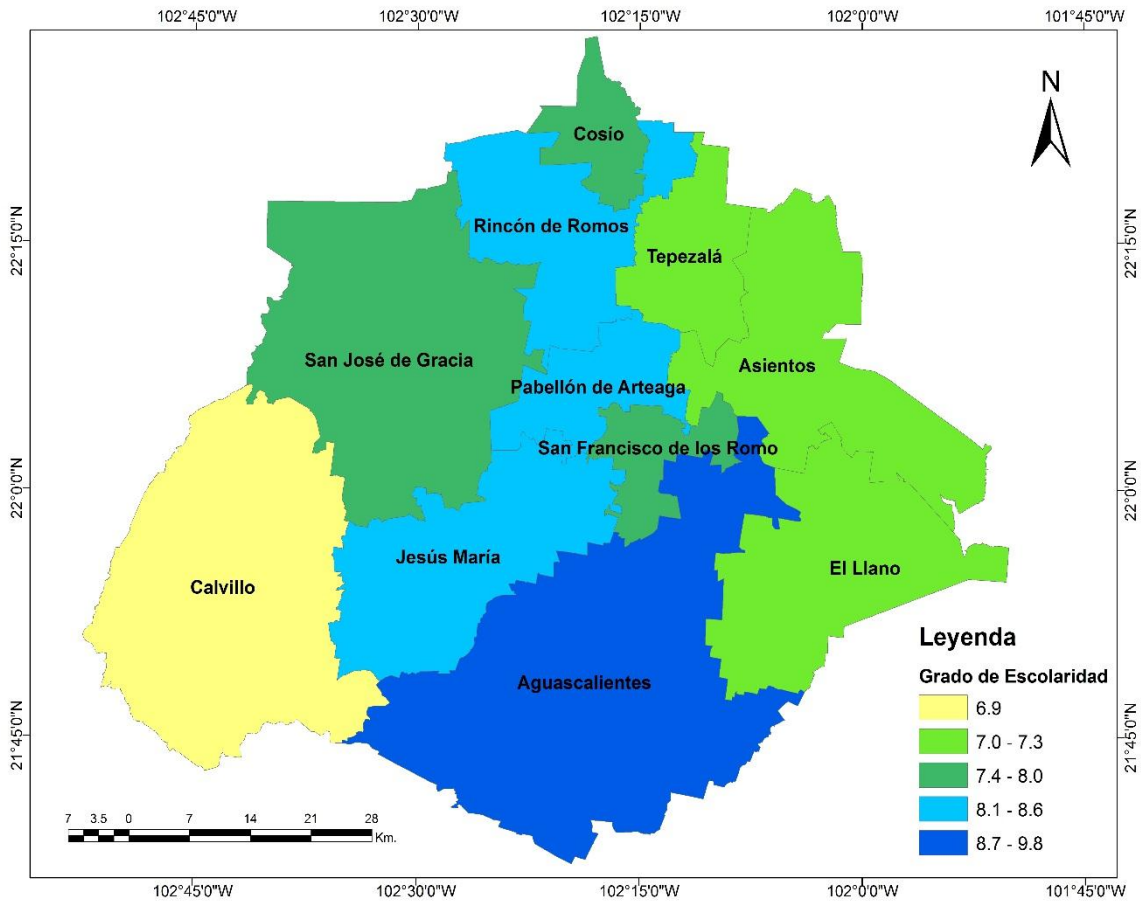 102°45'0"W
102°30'0"W
102°15'0"W
102°0'0"W
101°45'0"W
N
Cosío
22°15'0"N
Rincón de Romos
22°15'0"N
Tepezalá
San José de Gracia
Asientos
Pabellón de Arteaga
San Francisco de los Romo
22°0'0"N
22°0'0"N
Jesús María
El Llano
Calvillo
Leyenda
Grado de Escolaridad
Aguascalientes
6.9
7.0 - 7.3
21°45'0"N
21°45'0"N
7.4 - 8.0
8.1 - 8.6
8.7 - 9.8
7 3.5 0 7 14 21 28
Km.
102°45'0"W
102°30'0"W
102°15'0"W
102°0'0"W
101°45'0"W